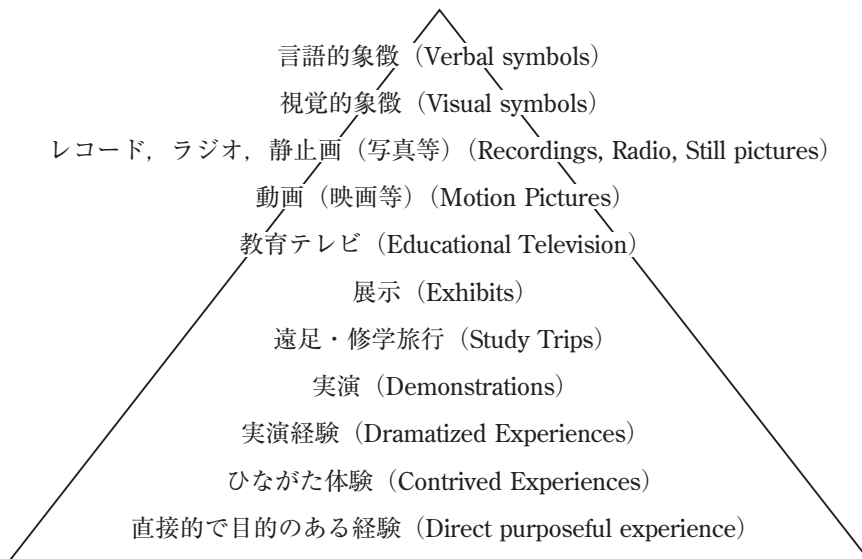 言語的象徴（Verbal symbols）
視覚的象徴（Visual symbols）
レコード，ラジオ，静止画（写真等）（Recordings, Radio, Still pictures）
動画（映画等）（Motion Pictures）
教育テレビ（Educational Television）
展示（Exhibits）
遠足・修学旅行（Study Trips）
実演（Demonstrations）
実演経験（Dramatized Experiences）
ひながた体験（Contrived Experiences）
直接的で目的のある経験（Direct purposeful experience）